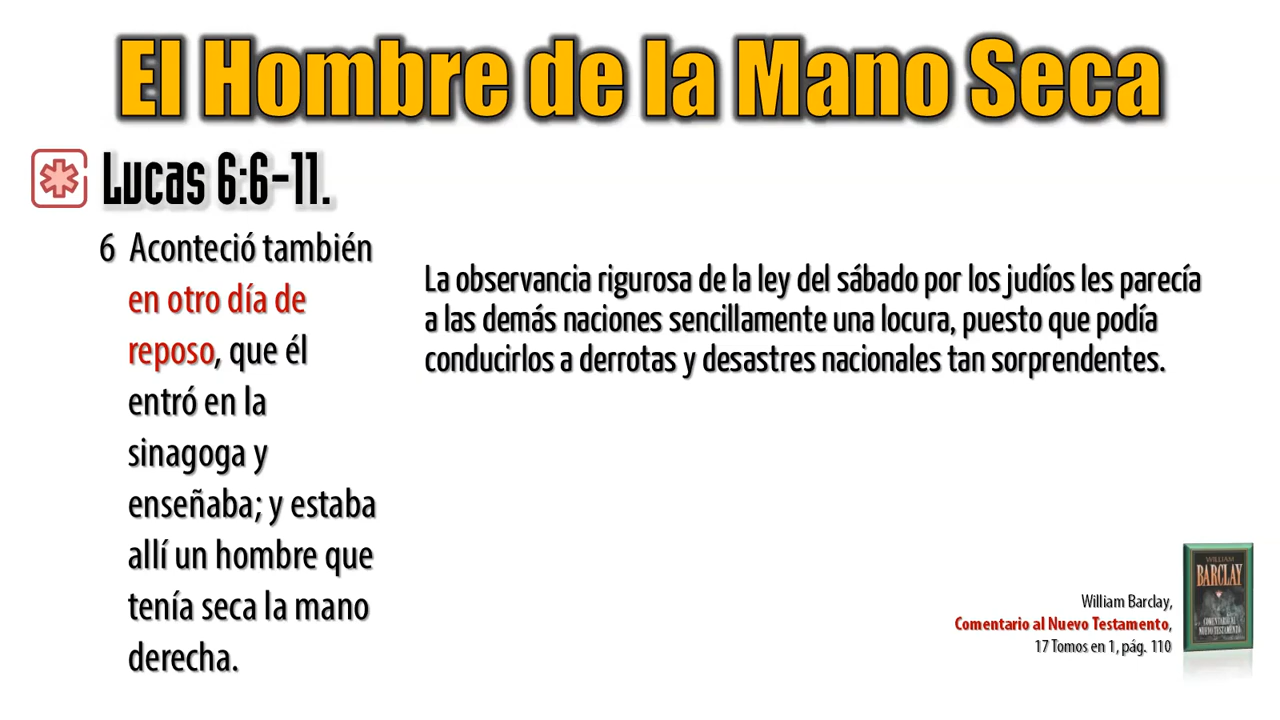 El Hombre de la Mano Seca
Lucas 6:6-11.
6 Aconteció también
en otro día de
reposo, que él
entró en la
sinagoga y
enseñaba; y estaba
allí un hombre que
tenía seca la mano
derecha.
La observancia rigurosa de la ley del sábado por los judíos les parecía
a las demás naciones sencillamente una locura, puesto que podía
conducirlos a derrotas y desastres nacionales tan sorprendentes.
William Barclay,
Comentario al Nuevo Testamento,
17 Tomos en 1, pág. 110
WILLIAM
BARCLAY
COMENTARIO AL
NUEVO TESTAMENTO